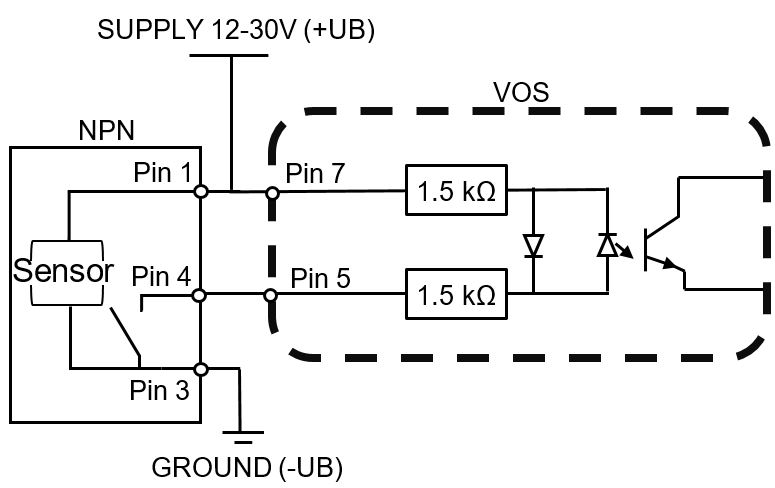 SUPPLY 12-30V (+UB)
VOS
NPN
Pin 1
Pin 7
1.5 kΩ
Sensor
Pin 4
Pin 5
1.5 kΩ
Pin 3
GROUND (-UB)